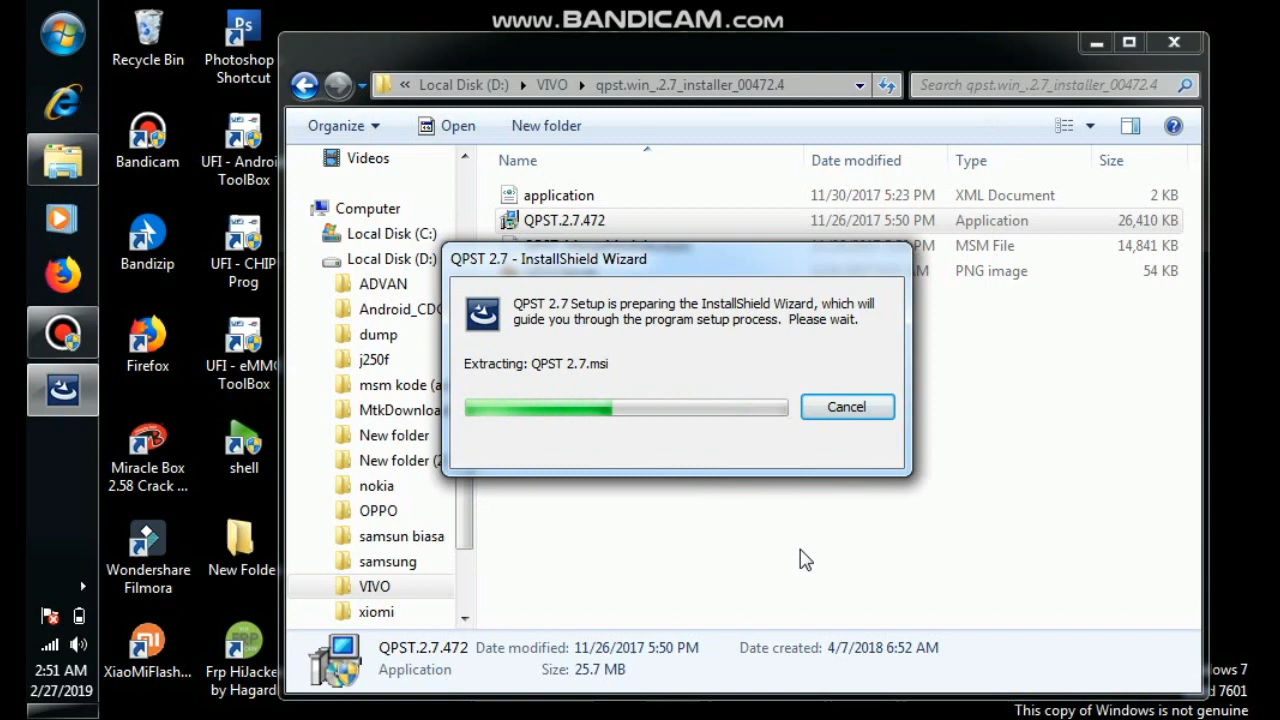 www.BANDICAM.com
Recycle Bin
Photoshop
Shortcut
Bandicam
UFI - Androi
ToolBox
Bandizip
UFI - CHIP
Prog
Firefox
UFI - eMMC
ToolBox
Miracle Box
2.58 Crack ...
shell
Wondershare
Filmora
New Folde
XiaoMiFlash...
Frp HiJacke
by Hagard
2:51 AM
2/27/2019
« Local Disk (D:) ▸ VIVO ▸ qpst.win_.2.7_installer_00472.4
Search qpst.win_.2.7_installer_00472.4
Organize
Open
New folder
Videos
Computer
Local Disk (C:)
Local Disk (D:)
ADVAN
Android_CDC
dump
j250f
msm kode (a
MtkDownloa
New folder
New folder (2
nokia
OPPO
samsun biasa
samsung
VIVO
xiomi
Name Date modified Type Size
application 11/30/2017 5:23 PM XML Document 2 KB
QPST.2.7.472 11/26/2017 5:50 PM Application 26,410 KB
PM MSM File 14,841 KB
AM PNG image 54 KB
QPST 2.7 - InstallShield Wizard
QPST 2.7 Setup is preparing the InstallShield Wizard, which will
guide you through the program setup process. Please wait.
Extracting: QPST 2.7.msi
Cancel
QPST.2.7.472 Date modified: 11/26/2017 5:50 PM Date created: 4/7/2018 6:52 AM
Application Size: 25.7 MB
ows 7
d 7601
This copy of Windows is not genuine